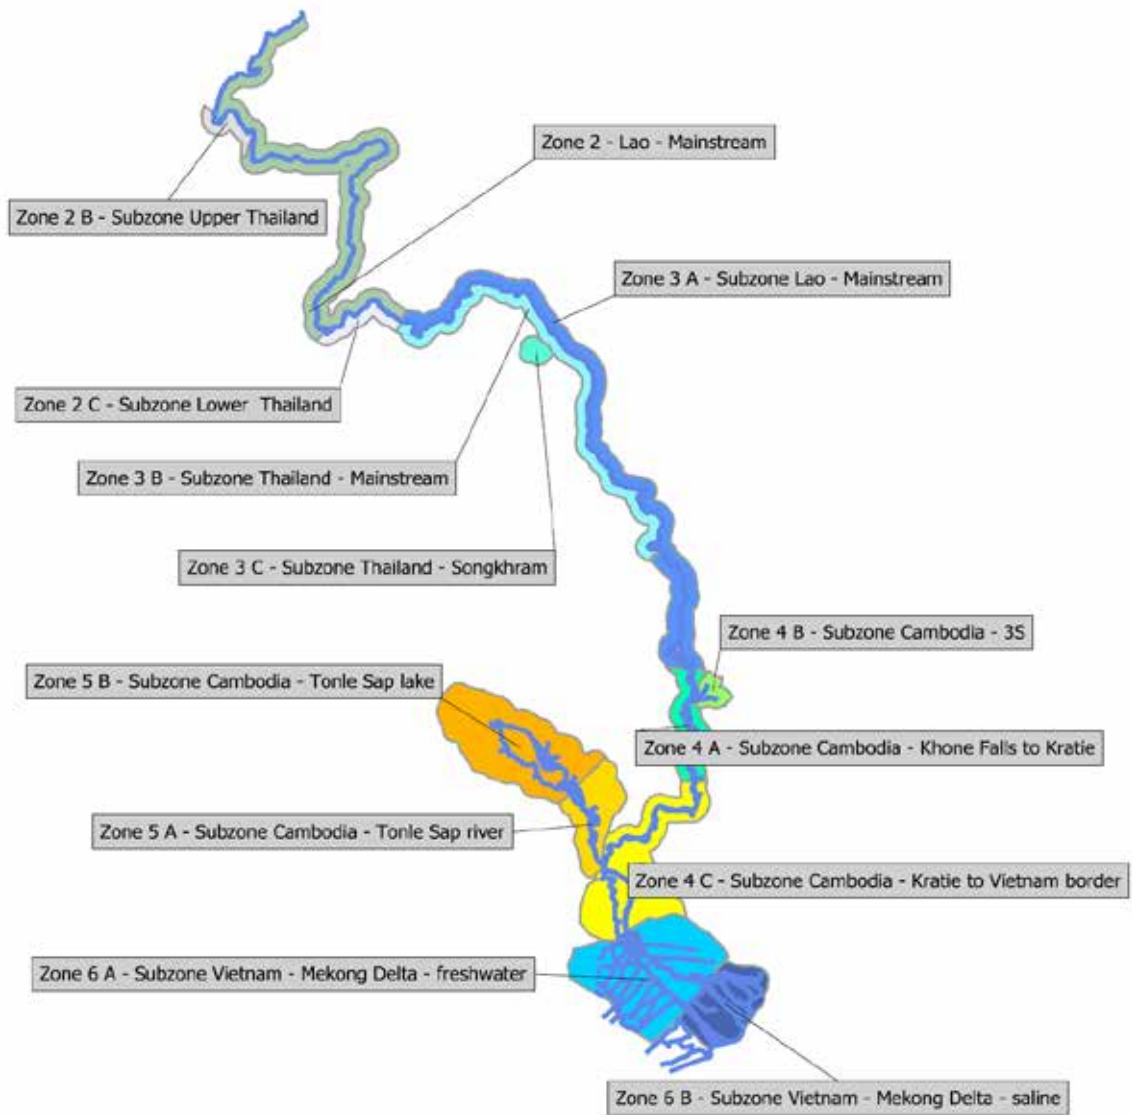 Zone 2 - Lao - Mainstream
Zone 2 B - Subzone Upper Thailand
Zone 3 A - Subzone Lao - Mainstream
Zone 2 C - Subzone Lower Thailand
Zone 3 B - Subzone Thailand - Mainstream
Zone 3 C - Subzone Thailand - Songkhram
Zone 4 B - Subzone Cambodia - 3S
Zone 5 B - Subzone Cambodia - Tonle Sap lake
Zone 4 A - Subzone Cambodia - Khone Falls to Kratie
Zone 5 A - Subzone Cambodia - Tonle Sap river
Zone 4 C - Subzone Cambodia - Kratie to Vietnam border
Zone 6 A - Subzone Vietnam - Mekong Delta - freshwater
Zone 6 B - Subzone Vietnam - Mekong Delta - saline